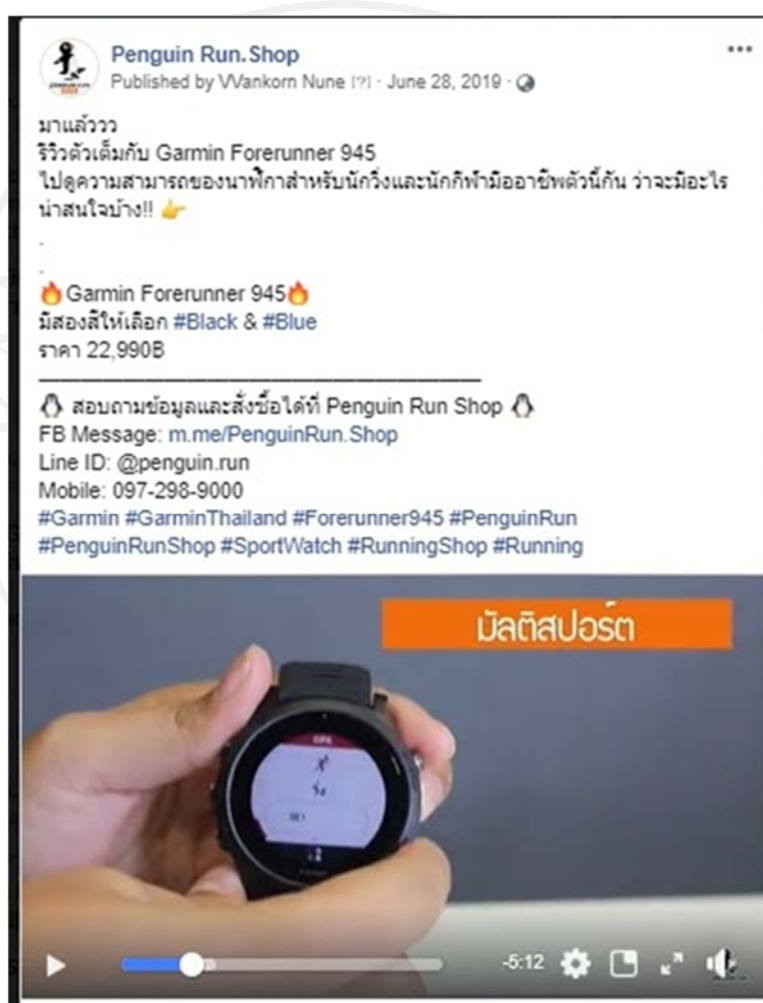 Penguin Run.Shop
Published by Wankorn Nune [?] · June 28, 2019 ·
มาแล้ววว
รีวิวตัวเต็มกับ Garmin Forerunner 945
ไปดูความสามารถของนาฬิกาสำหรับนักวิ่งและนักกีฬามืออาชีพตัวนี้กัน ว่าจะมีอะไร
น่าสนใจบ้าง!! 👉
.
.
🔥Garmin Forerunner 945🔥
มีสองสีให้เลือก #Black & #Blue
ราคา 22,990B
🐧 สอบถามข้อมูลและสั่งซื้อได้ที่ Penguin Run Shop 🐧
FB Message: m.me/PenguinRun.Shop
Line ID: @penguin.run
Mobile: 097-298-9000
#Garmin #GarminThailand #Forerunner945 #PenguinRun
#PenguinRunShop #SportWatch #RunningShop #Running
มัลติสปอร์ต
GPS
วิ่ง
-5:12